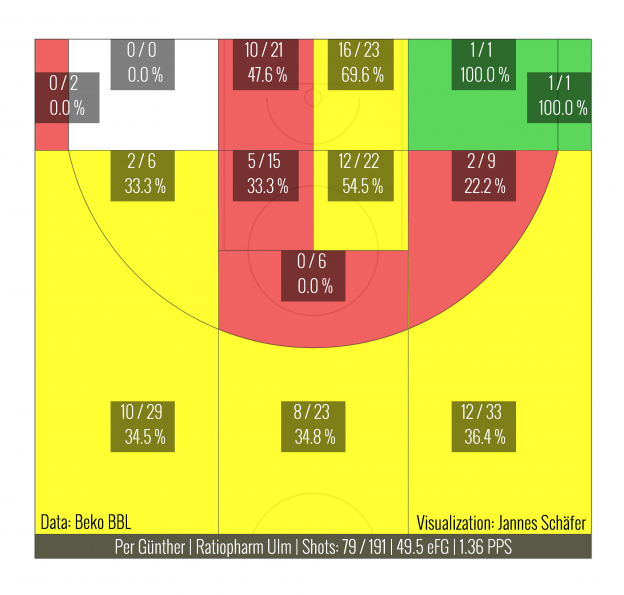 0 / 0
0.0 %
10 / 21
47.6 %
16 / 23
69.6 %
1 / 1
100.0 %
0 / 2
0.0 %
1 / 1
100.0 %
2 / 6
33.3 %
5 / 15
33.3 %
12 / 22
54.5 %
2 / 9
22.2 %
0 / 6
0.0 %
10 / 29
34.5 %
8 / 23
34.8 %
12 / 33
36.4 %
Data: Beko BBL
Visualization: Jannes Schäfer
Per Günther | Ratiopharm Ulm | Shots: 79 / 191 | 49.5 eFG | 1.36 PPS